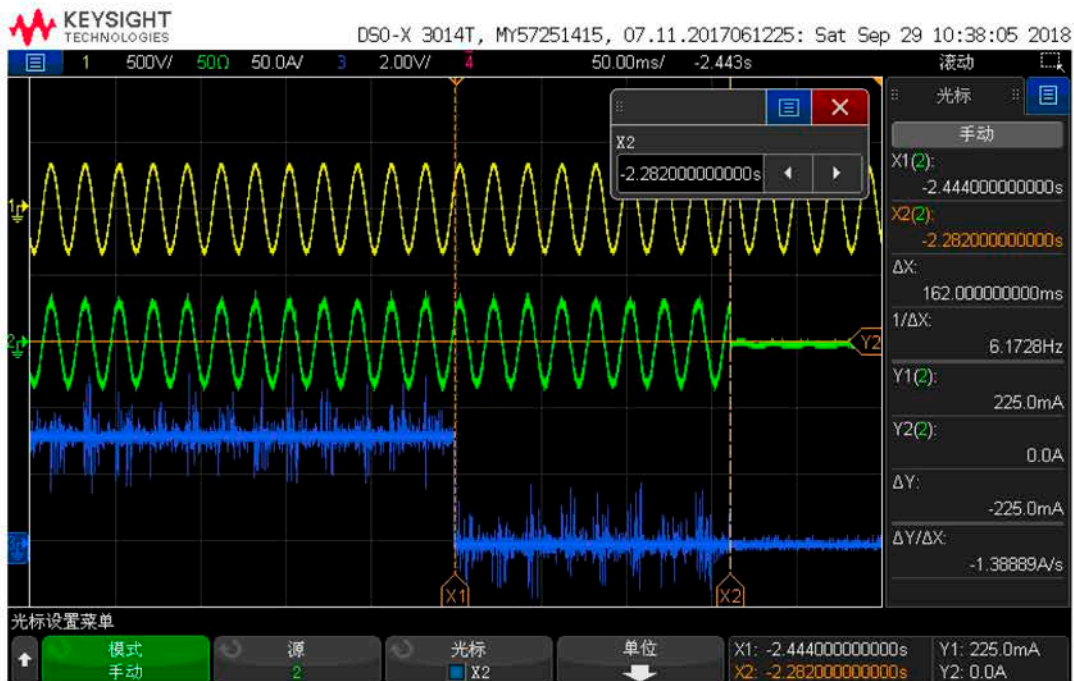 KEYSIGHT
TECHNOLOGIES
DSO-X 3014T, MY57251415, 07.11.2017061225: Sat Sep 29 10:38:05 2018
1 500V/ 50Ω 50.0A/ 3 2.00V/ 4 50.00ms/ -2.443s 滚动
光标
手动
X1(2):
-2.444000000000s
X2(2):
-2.282000000000s
ΔX:
162.000000000ms
1/ΔX:
6.1728Hz
Y1(2):
225.0mA
Y2(2):
0.0A
ΔY:
-225.0mA
ΔY/ΔX:
-1.38889A/s
X2
-2.282000000000s
1
2
Y2
X1
X2
光标设置菜单
模式
手动
源
2
光标
X2
单位
X1: -2.444000000000s
X2: -2.282000000000s
Y1: 225.0mA
Y2: 0.0A